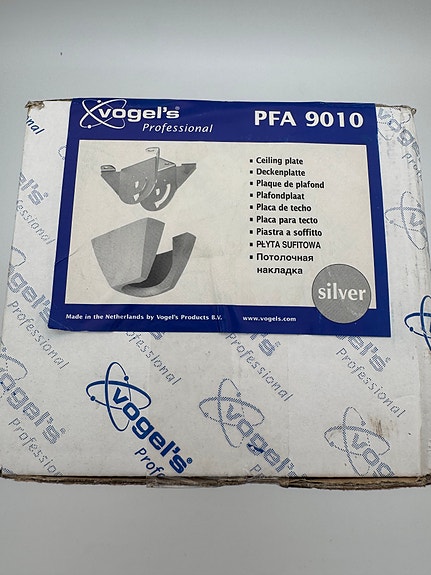 vogel's®
Professional
PFA 9010
Ceiling plate
Deckenplatte
Plaque de plafond
Plafondplaat
Placa de techo
Placa para tecto
Piastra a soffitto
PŁYTA SUFITOWA
Потолочная
накладка
silver
Made in the Netherlands by Vogel's Products B.V.
www.vogels.com
vogel's
Professional
vogel's
Professional
vogel's
Professional